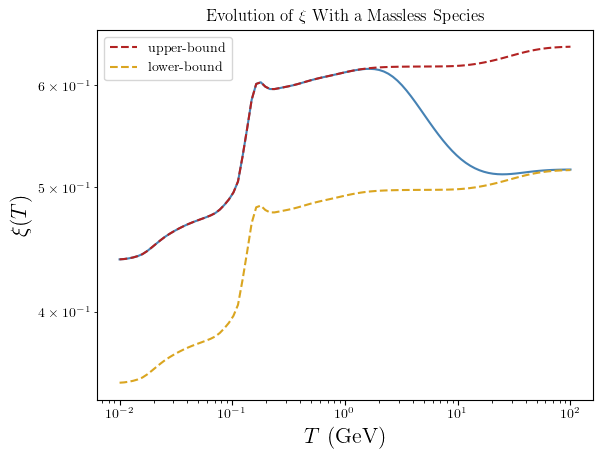 Evolution of ξ With a Massless Species
upper-bound
lower-bound
6 × 10⁻¹
5 × 10⁻¹
4 × 10⁻¹
ξ(T)
10⁻² 10⁻¹ 10⁰ 10¹ 10²
T (GeV)